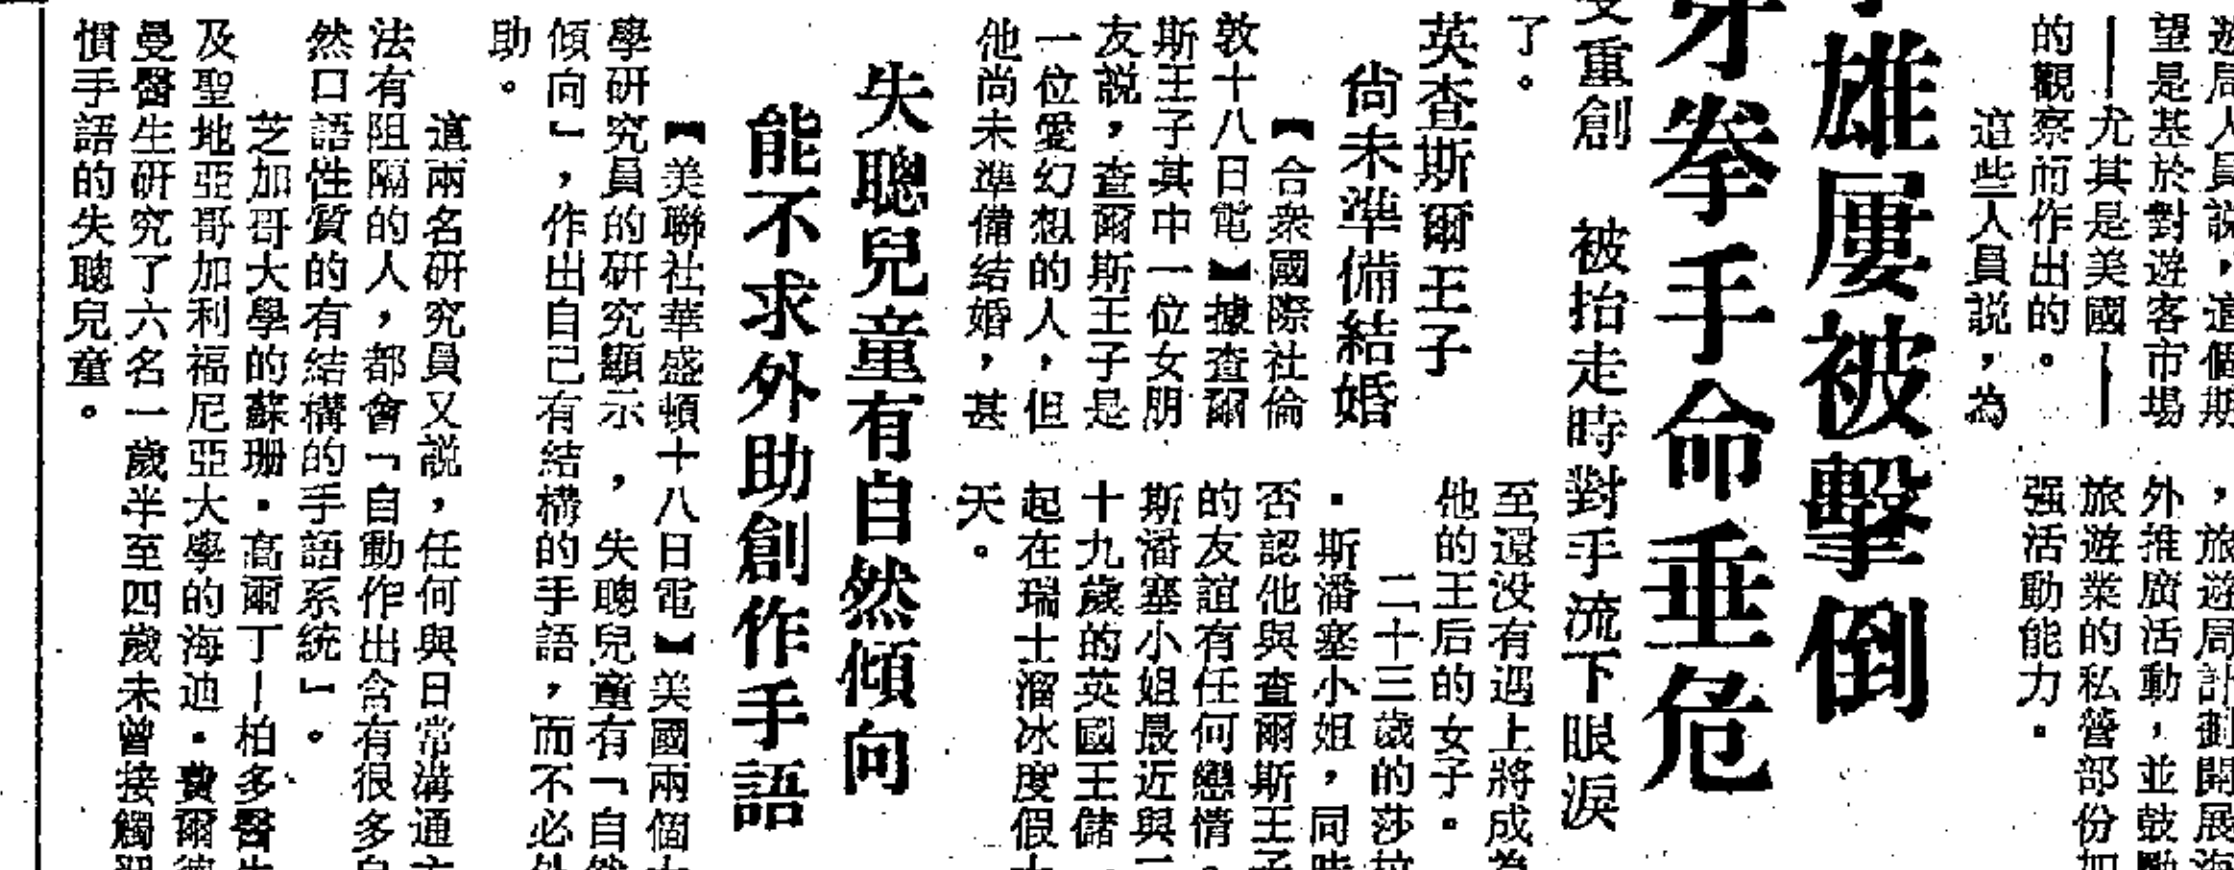 遊局人員説，這個期
望是基於對遊客市場
——尤其是美國——
的觀察而作出的。
這些人員説，為
，旅遊局計劃開展海
外推廣活動，並鼓勵
旅遊業的私營部份加
强活動能力。
雄屢被擊倒
牙拳手命垂危
受重創　被抬走時對手流下眼淚
了。
英查斯爾王子
尚未準備結婚
【合衆國際社倫
敦十八日電】據查爾
斯王子其中一位女朋
友説，查爾斯王子是
一位愛幻想的人，但
他尚未準備結婚，甚
至還没有遇上將成為
他的王后的女子。
二十三歲的莎拉
·斯潘塞小姐，同時
否認他與查爾斯王子
的友誼有任何戀情。
斯潘塞小姐最近與
十九歲的英國王儲
起在瑞士溜冰度假
天。
失聰兒童有自然傾向
能不求外助創作手語
【美聯社華盛頓十八日電】美國兩個
學研究員的研究顯示，失聰兒童有「自然
傾向」，作出自己有結構的手語，而不必外
助。
這兩名研究員又説，任何與日常溝通方
法有阻隔的人，都會「自動作出含有很多自
然口語性質的有結構的手語系統」。
芝加哥大學的蘇珊·高爾丁—柏多醫生
及聖地亞哥加利福尼亞大學的海迪·費爾德
曼醫生研究了六名一歲半至四歲未曾接觸習
慣手語的失聰兒童。